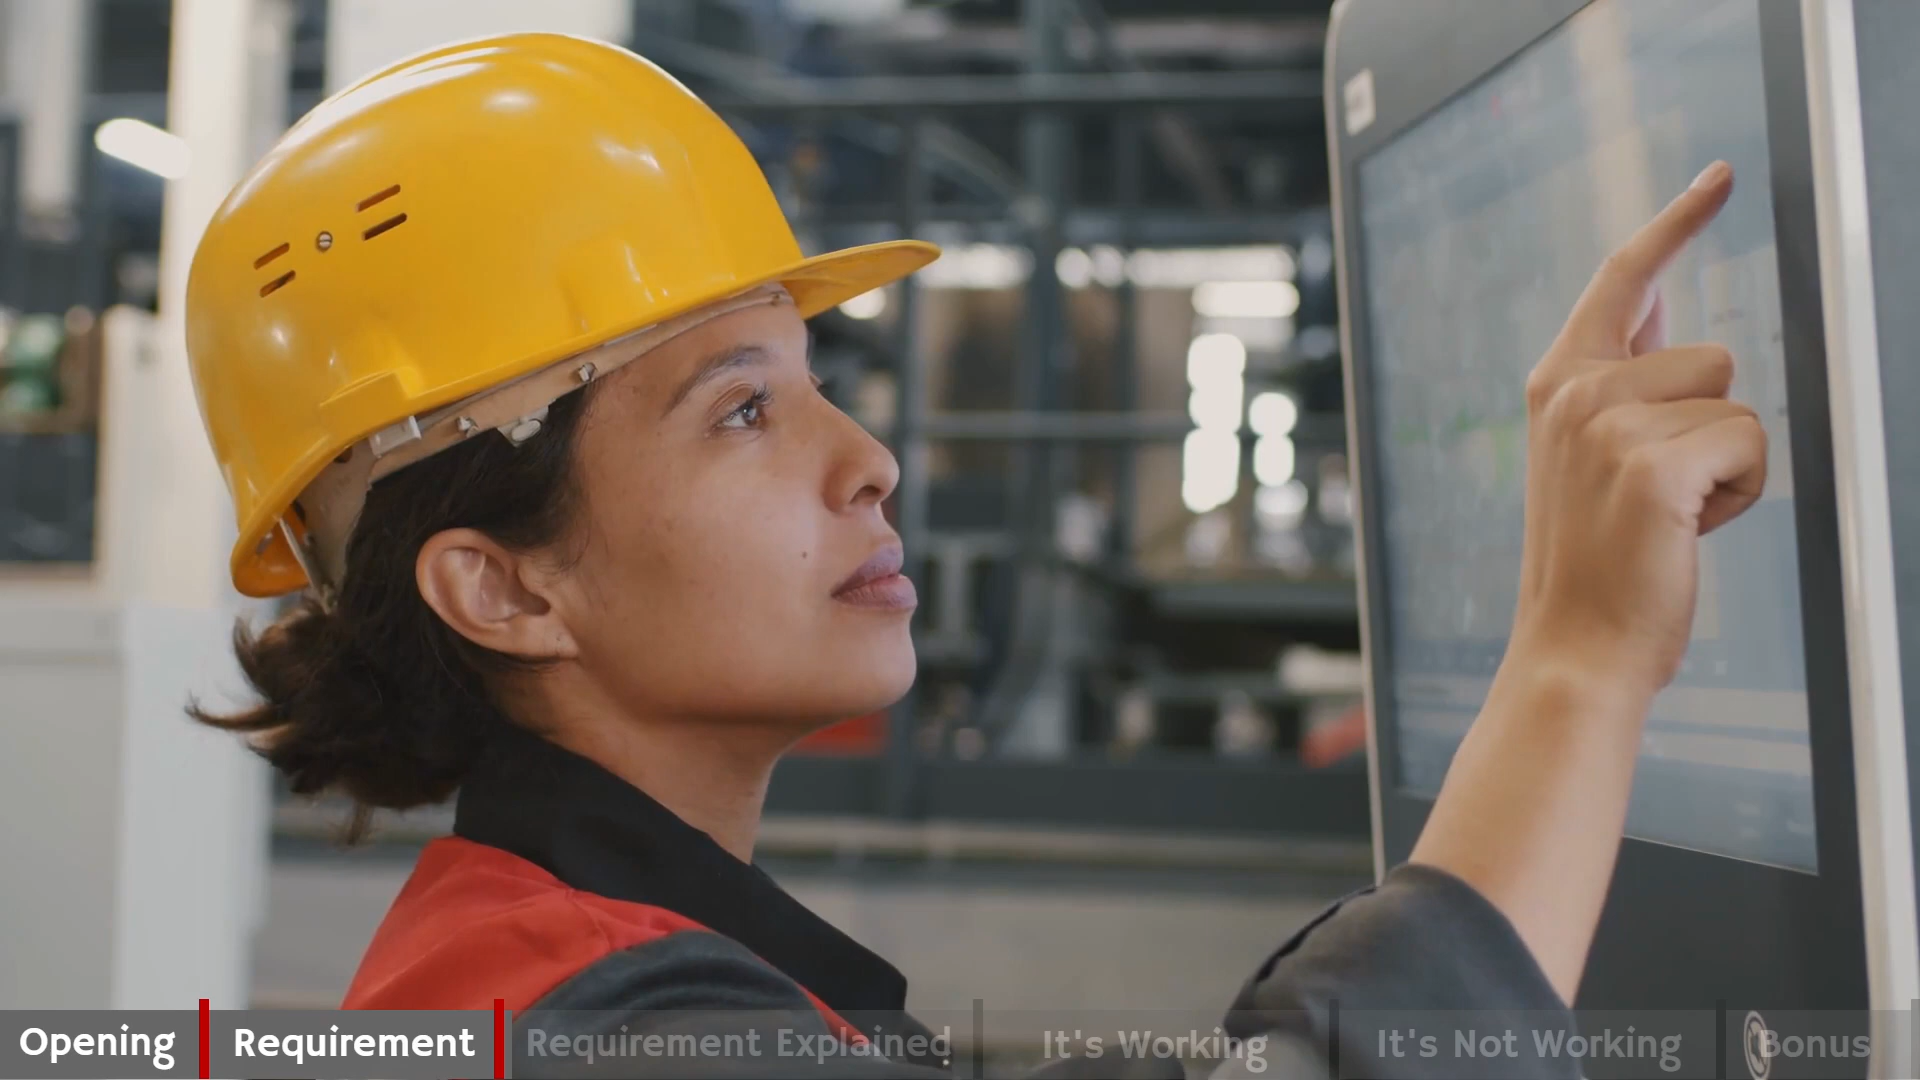 Opening
Requirement
Requirement Explained
It's Working
It's Not Working
Bonus